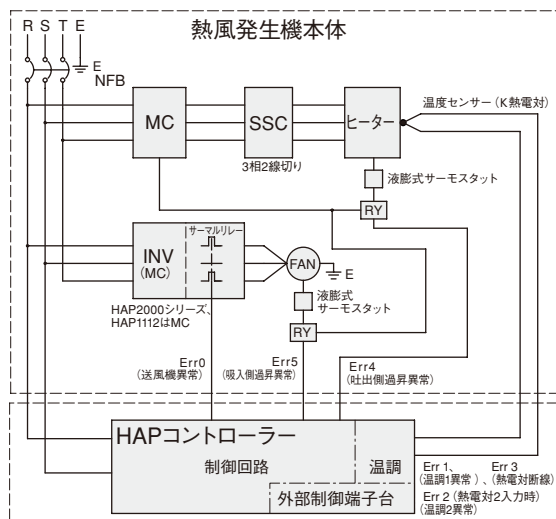 熱風発生機本体
R S T E
E
NFB
MC
SSC
ヒーター
温度センサー（K熱電対）
3相2線切り
液膨式サーモスタット
RY
INV
(MC)
サーマルリレー
FAN
E
HAP2000シリーズ、
HAP1112はMC
液膨式
サーモスタット
RY
Err0
（送風機異常）
Err5
（吸入側過昇異常）
Err4
（吐出側過昇異常）
HAPコントローラー
制御回路
温調
外部制御端子台
Err 1、 Err 3
（温調1異常）、（熱電対断線）
Err 2（熱電対2入力時）
（温調2異常）